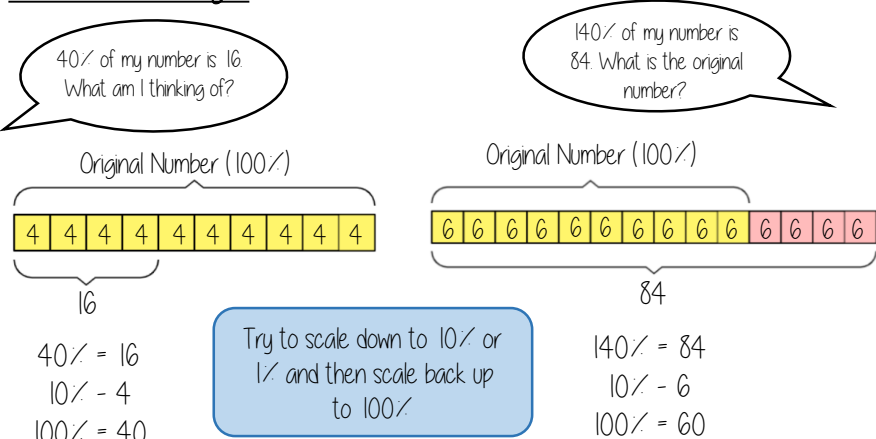 40% of my number is 16.
What am I thinking of?
140% of my number is
84. What is the original
number?
Original Number (100%)
4 4 4 4 4 4 4 4 4 4
16
40% = 16
10% - 4
100% = 40
Original Number (100%)
6 6 6 6 6 6 6 6 6 6 6 6 6 6
84
140% = 84
10% - 6
100% = 60
Try to scale down to 10% or
1% and then scale back up
to 100%